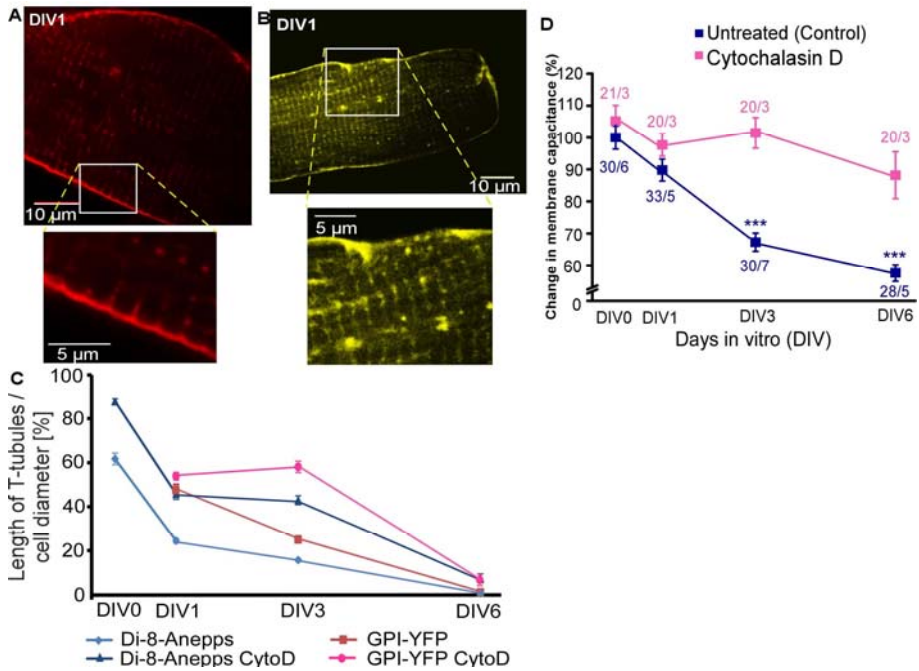 A
DIV1
10 µm
5 µm
B
DIV1
10 µm
5 µm
C
Length of T-tubules /
cell diameter [%]
100
80
60
40
20
0
DIV0
DIV1
DIV3
DIV6
Di-8-Anepps
GPI-YFP
Di-8-Anepps CytoD
GPI-YFP CytoD
D
Untreated (Control)
Cytochalasin D
Change in membrane capacitance (%)
120
110
100
90
80
70
60
0
21/3
20/3
20/3
20/3
30/6
33/5
***
30/7
***
28/5
DIV0
DIV1
DIV3
DIV6
Days in vitro (DIV)